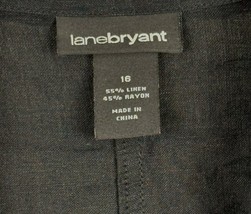 lanebryant
16
55% LINEN
45% RAYON
MADE IN
CHINA